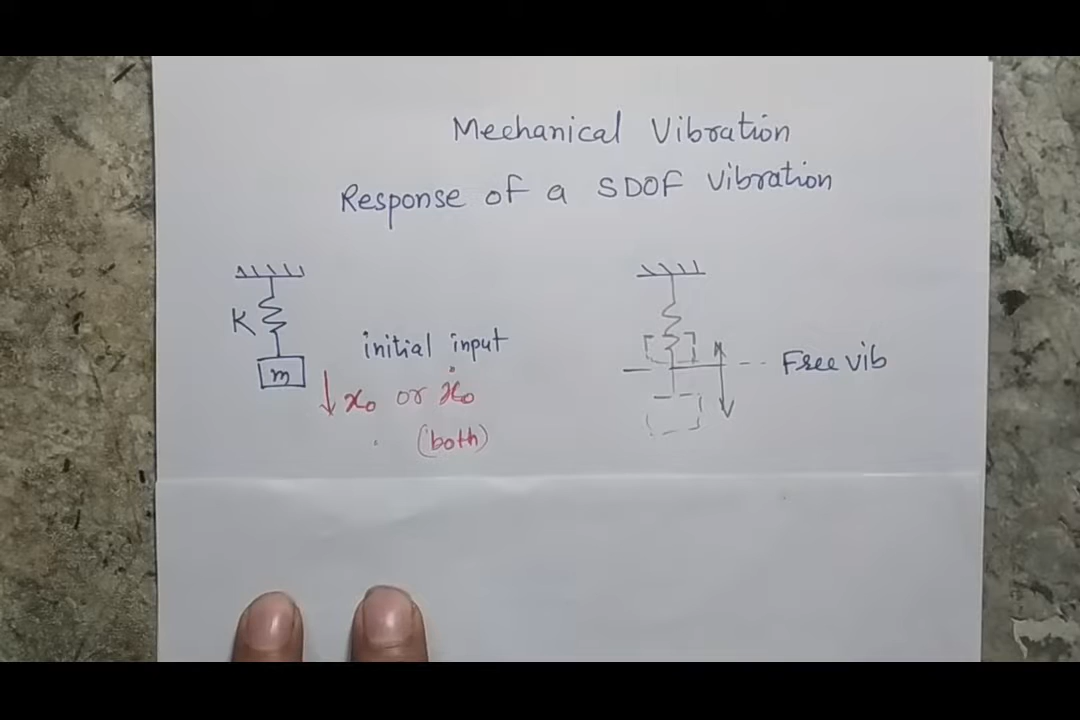 Mechanical Vibration
Response of a SDOF Vibration
K
m
initial input
x₀ or ẋ₀
(both)
Free vib